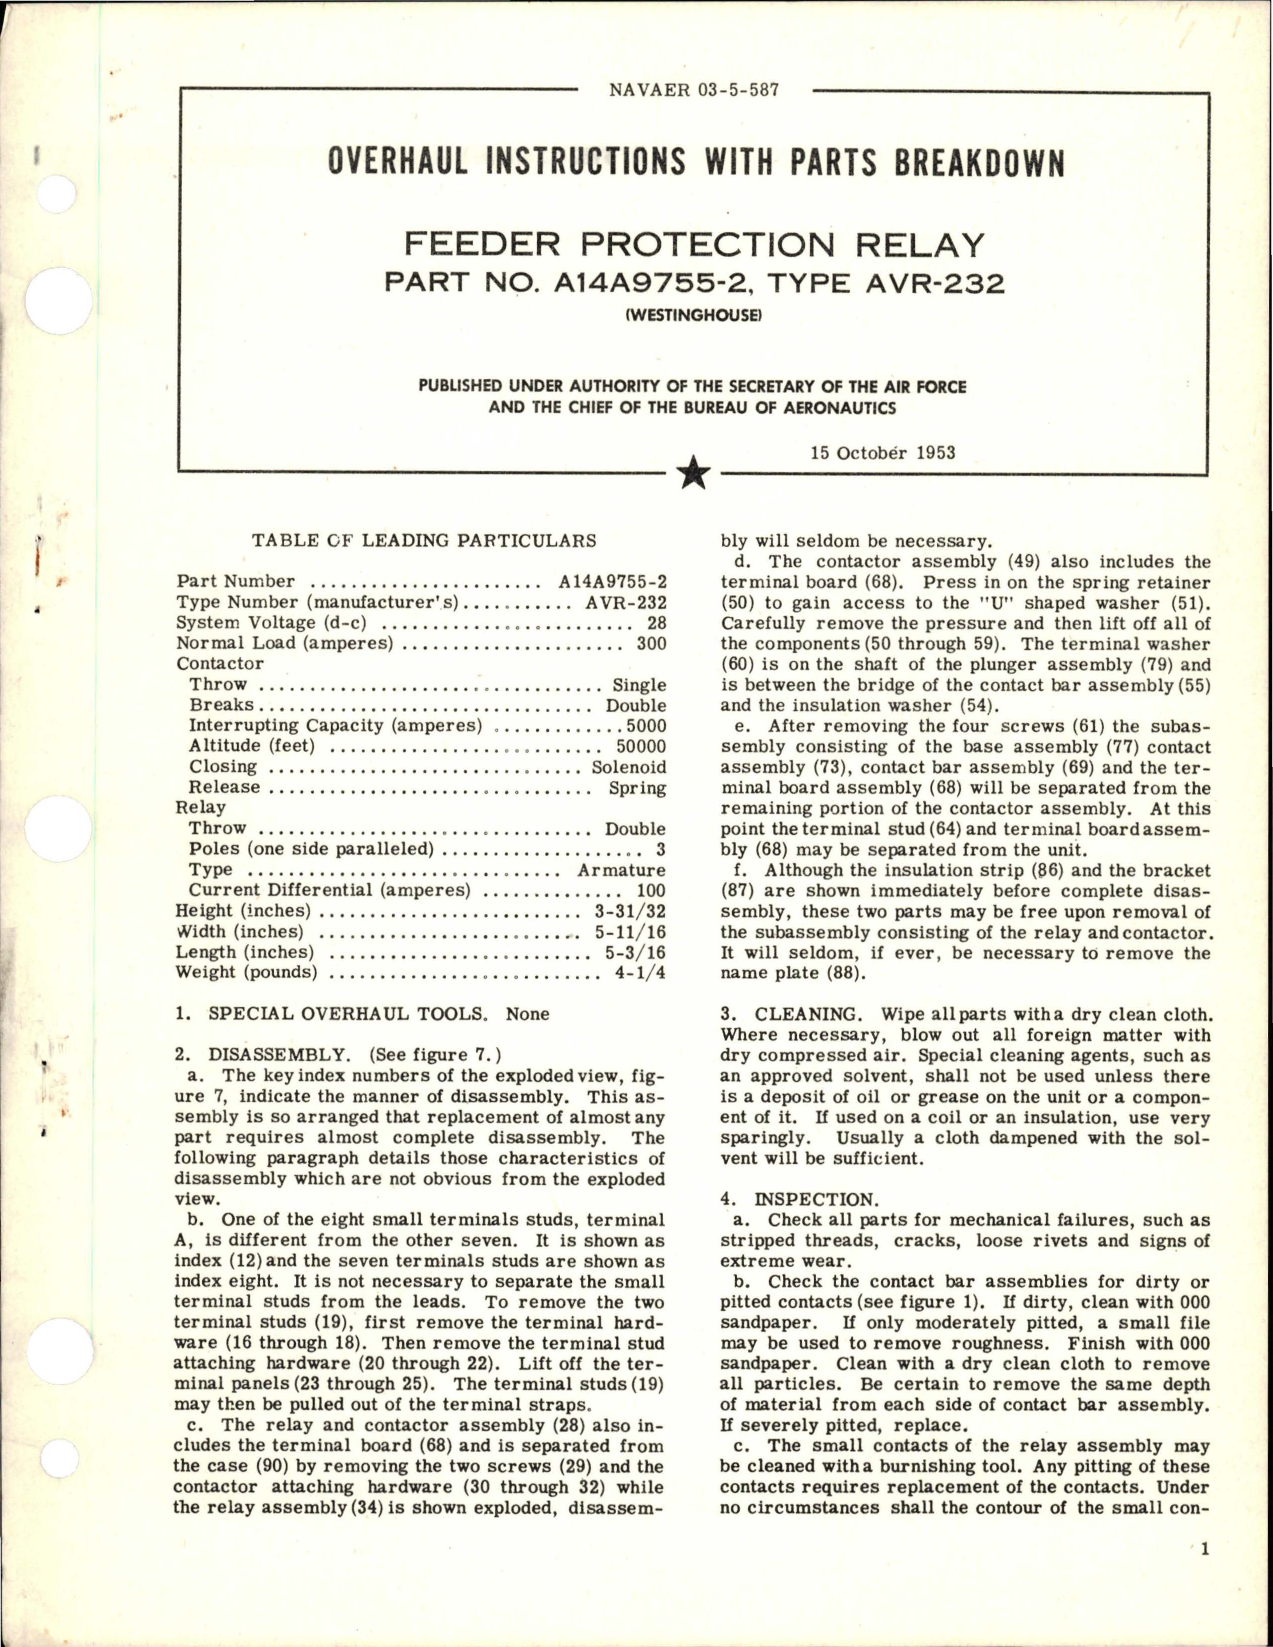 NAVAER 03-5-587
OVERHAUL INSTRUCTIONS WITH PARTS BREAKDOWN
FEEDER PROTECTION RELAY
PART NO. A14A9755-2, TYPE AVR-232
(WESTINGHOUSE)
PUBLISHED UNDER AUTHORITY OF THE SECRETARY OF THE AIR FORCE
AND THE CHIEF OF THE BUREAU OF AERONAUTICS
15 October 1953
TABLE OF LEADING PARTICULARS
Part Number ....................... A14A9755-2
Type Number (manufacturer's)........... AVR-232
System Voltage (d-c) ......................... 28
Normal Load (amperes) ...................... 300
Contactor
Throw .................................. Single
Breaks................................. Double
Interrupting Capacity (amperes) .............5000
Altitude (feet) ........................... 50000
Closing ............................... Solenoid
Release ................................ Spring
Relay
Throw ................................. Double
Poles (one side paralleled) .................... 3
Type ............................... Armature
Current Differential (amperes) .............. 100
Height (inches) .......................... 3-31/32
Width (inches) .......................... 5-11/16
Length (inches) .......................... 5-3/16
Weight (pounds) ........................... 4-1/4
1. SPECIAL OVERHAUL TOOLS. None
2. DISASSEMBLY. (See figure 7.)
a. The key index numbers of the exploded view, fig-
ure 7, indicate the manner of disassembly. This as-
sembly is so arranged that replacement of almost any
part requires almost complete disassembly. The
following paragraph details those characteristics of
disassembly which are not obvious from the exploded
view.
b. One of the eight small terminals studs, terminal
A, is different from the other seven. It is shown as
index (12) and the seven terminals studs are shown as
index eight. It is not necessary to separate the small
terminal studs from the leads. To remove the two
terminal studs (19), first remove the terminal hard-
ware (16 through 18). Then remove the terminal stud
attaching hardware (20 through 22). Lift off the ter-
minal panels (23 through 25). The terminal studs (19)
may then be pulled out of the terminal straps.
c. The relay and contactor assembly (28) also in-
cludes the terminal board (68) and is separated from
the case (90) by removing the two screws (29) and the
contactor attaching hardware (30 through 32) while
the relay assembly (34) is shown exploded, disassem-
bly will seldom be necessary.
d. The contactor assembly (49) also includes the
terminal board (68). Press in on the spring retainer
(50) to gain access to the "U" shaped washer (51).
Carefully remove the pressure and then lift off all of
the components (50 through 59). The terminal washer
(60) is on the shaft of the plunger assembly (79) and
is between the bridge of the contact bar assembly (55)
and the insulation washer (54).
e. After removing the four screws (61) the subas-
sembly consisting of the base assembly (77) contact
assembly (73), contact bar assembly (69) and the ter-
minal board assembly (68) will be separated from the
remaining portion of the contactor assembly. At this
point the terminal stud (64) and terminal board assem-
bly (68) may be separated from the unit.
f. Although the insulation strip (86) and the bracket
(87) are shown immediately before complete disas-
sembly, these two parts may be free upon removal of
the subassembly consisting of the relay and contactor.
It will seldom, if ever, be necessary to remove the
name plate (88).
3. CLEANING. Wipe all parts with a dry clean cloth.
Where necessary, blow out all foreign matter with
dry compressed air. Special cleaning agents, such as
an approved solvent, shall not be used unless there
is a deposit of oil or grease on the unit or a compon-
ent of it. If used on a coil or an insulation, use very
sparingly. Usually a cloth dampened with the sol-
vent will be sufficient.
4. INSPECTION.
a. Check all parts for mechanical failures, such as
stripped threads, cracks, loose rivets and signs of
extreme wear.
b. Check the contact bar assemblies for dirty or
pitted contacts (see figure 1). If dirty, clean with 000
sandpaper. If only moderately pitted, a small file
may be used to remove roughness. Finish with 000
sandpaper. Clean with a dry clean cloth to remove
all particles. Be certain to remove the same depth
of material from each side of contact bar assembly.
If severely pitted, replace.
c. The small contacts of the relay assembly may
be cleaned with a burnishing tool. Any pitting of these
contacts requires replacement of the contacts. Under
no circumstances shall the contour of the small con-
1